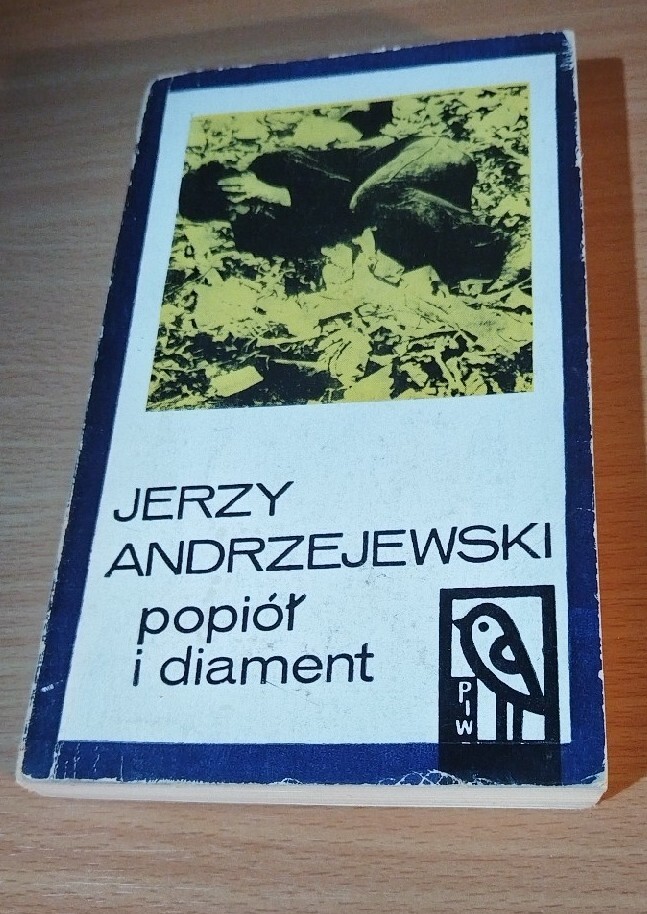 JERZY
ANDRZEJEWSKI
popiół
i diament
PIW